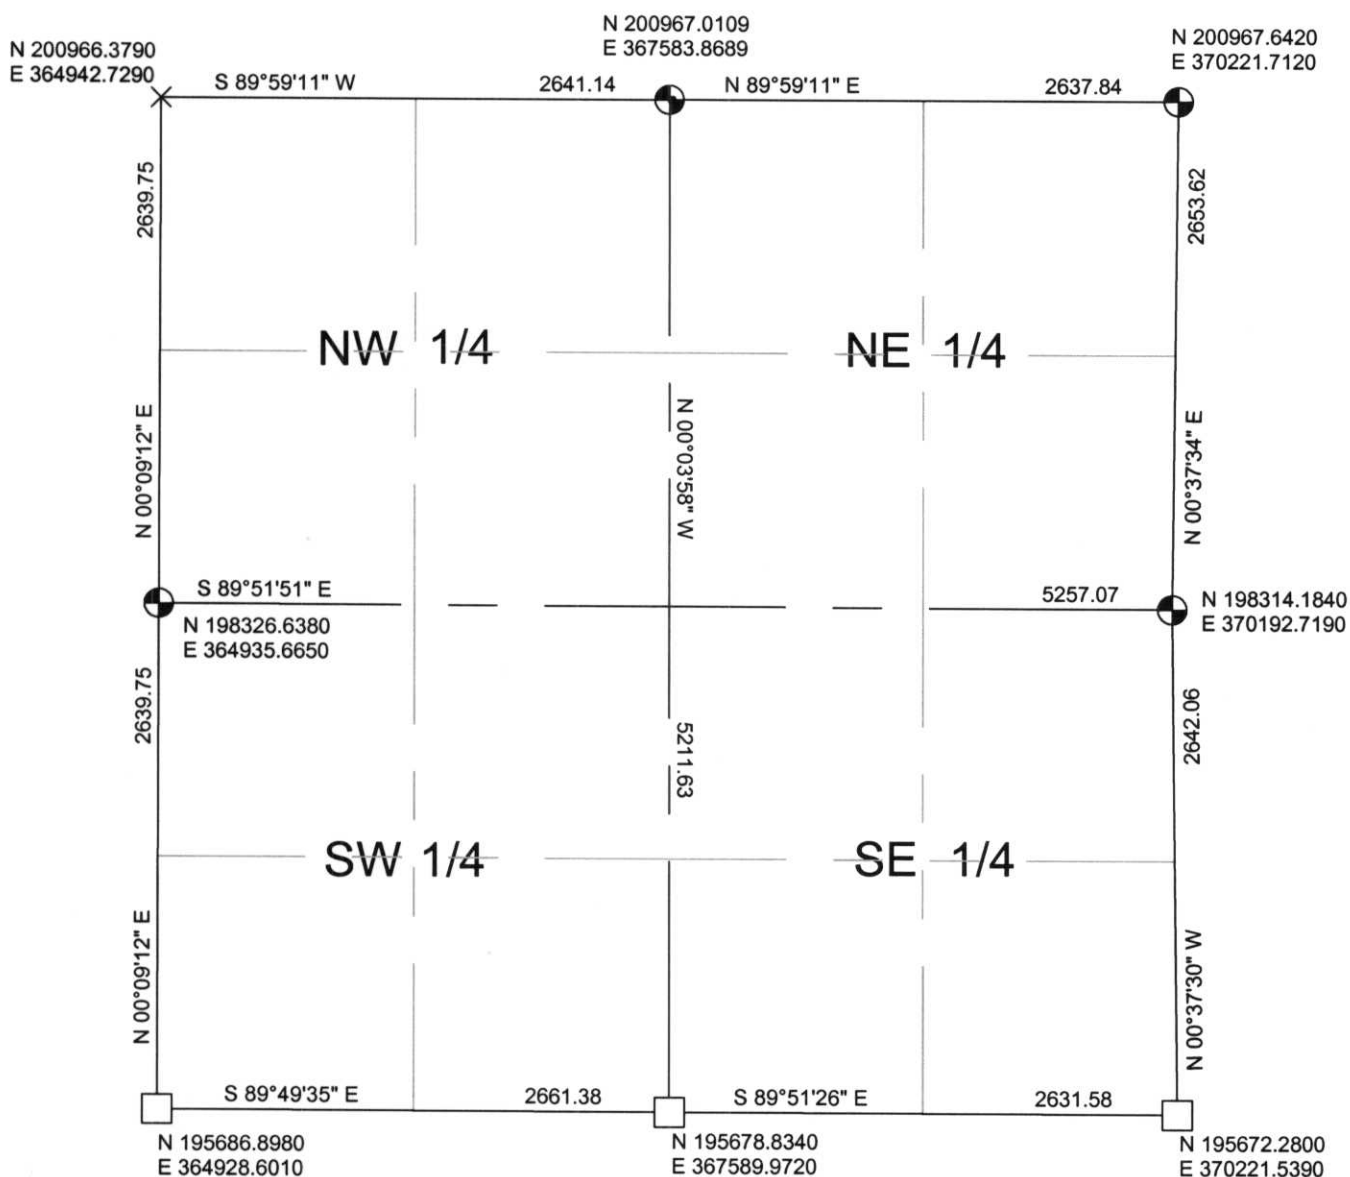 N 200967.0109
E 367583.8689
N 200966.3790
E 364942.7290
N 200967.6420
E 370221.7120
S 89°59'11" W
2641.14
N 89°59'11" E
2637.84
2639.75
2653.62
NW 1/4
NE 1/4
N 00°09'12" E
N 00°03'58" W
N 00°37'34" E
S 89°51'51" E
5257.07
N 198326.6380
E 364935.6650
N 198314.1840
E 370192.7190
2639.75
5211.63
2642.06
SW 1/4
SE 1/4
N 00°09'12" E
N 00°37'30" W
S 89°49'35" E
2661.38
S 89°51'26" E
2631.58
N 195686.8980
E 364928.6010
N 195678.8340
E 367589.9720
N 195672.2800
E 370221.5390